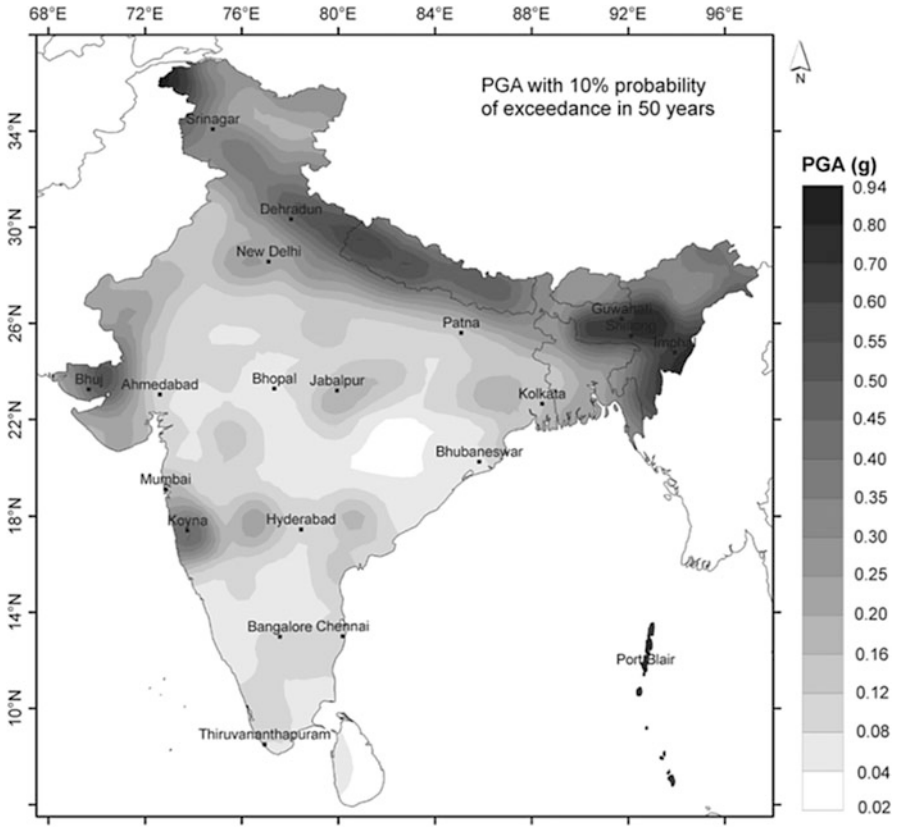 68°E 72°E 76°E 80°E 84°E 88°E 92°E 96°E
PGA with 10% probability
of exceedance in 50 years
N
34°N
30°N
26°N
22°N
18°N
14°N
10°N
Srinagar
Dehradun
New Delhi
Guwahati
Shillong
Patna
Imphal
Bhuj
Ahmedabad
Bhopal
Jabalpur
Kolkata
Bhubaneswar
Mumbai
Koyna
Hyderabad
Bangalore Chennai
Port Blair
Thiruvananthapuram
PGA (g)
0.94
0.80
0.70
0.60
0.55
0.50
0.45
0.40
0.35
0.30
0.25
0.20
0.16
0.12
0.08
0.04
0.02